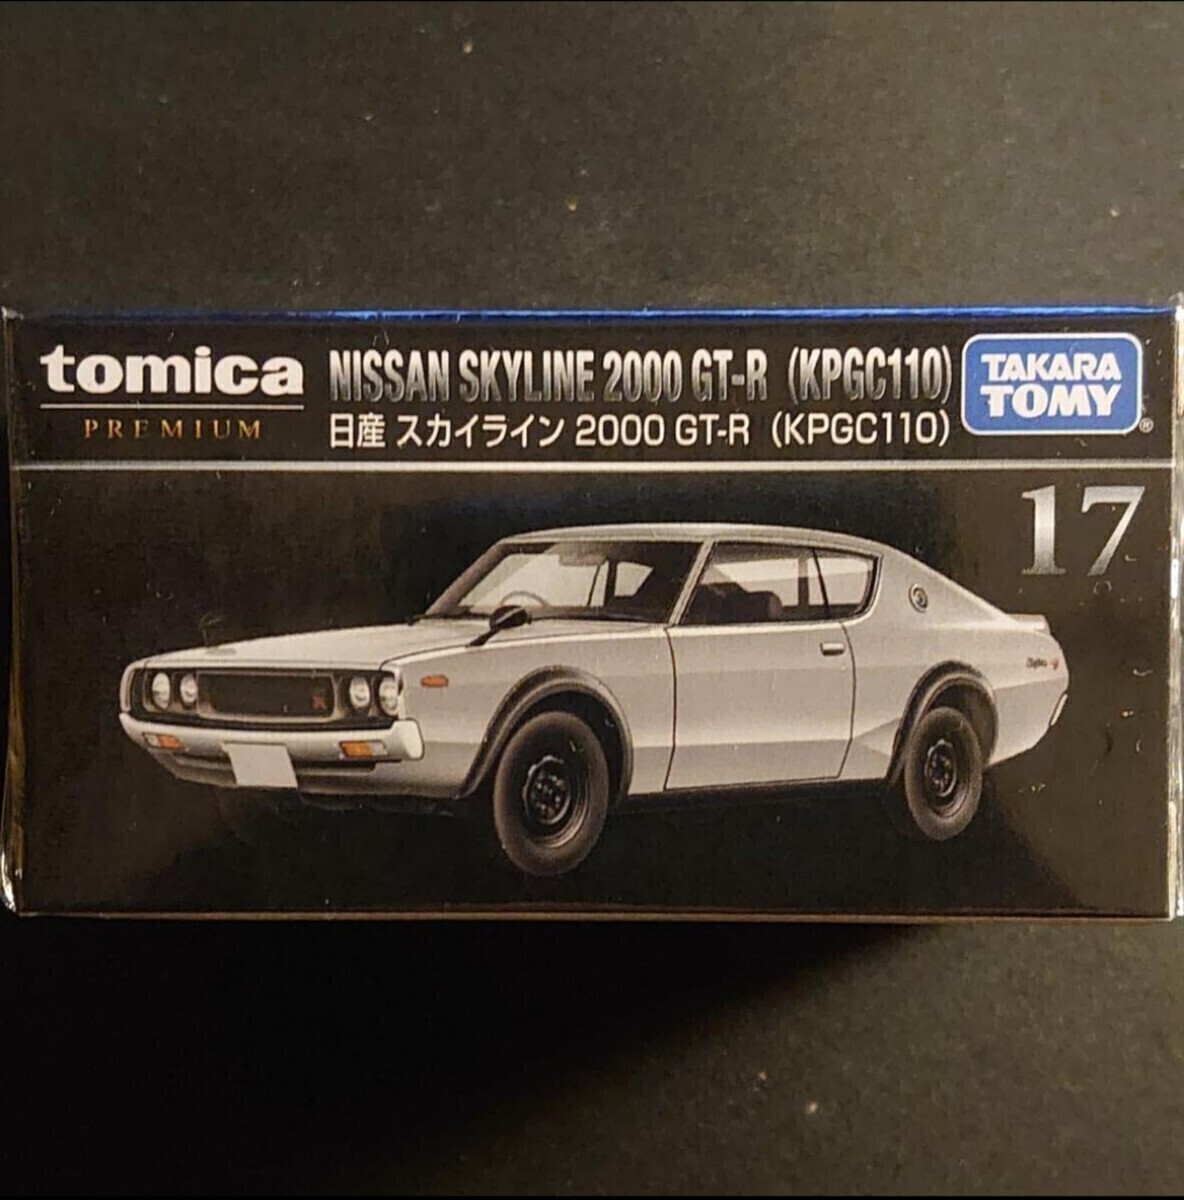 tomica
PREMIUM
NISSAN SKYLINE 2000 GT-R (KPGC110)
日産 スカイライン 2000 GT-R (KPGC110)
TAKARA
TOMY®
17